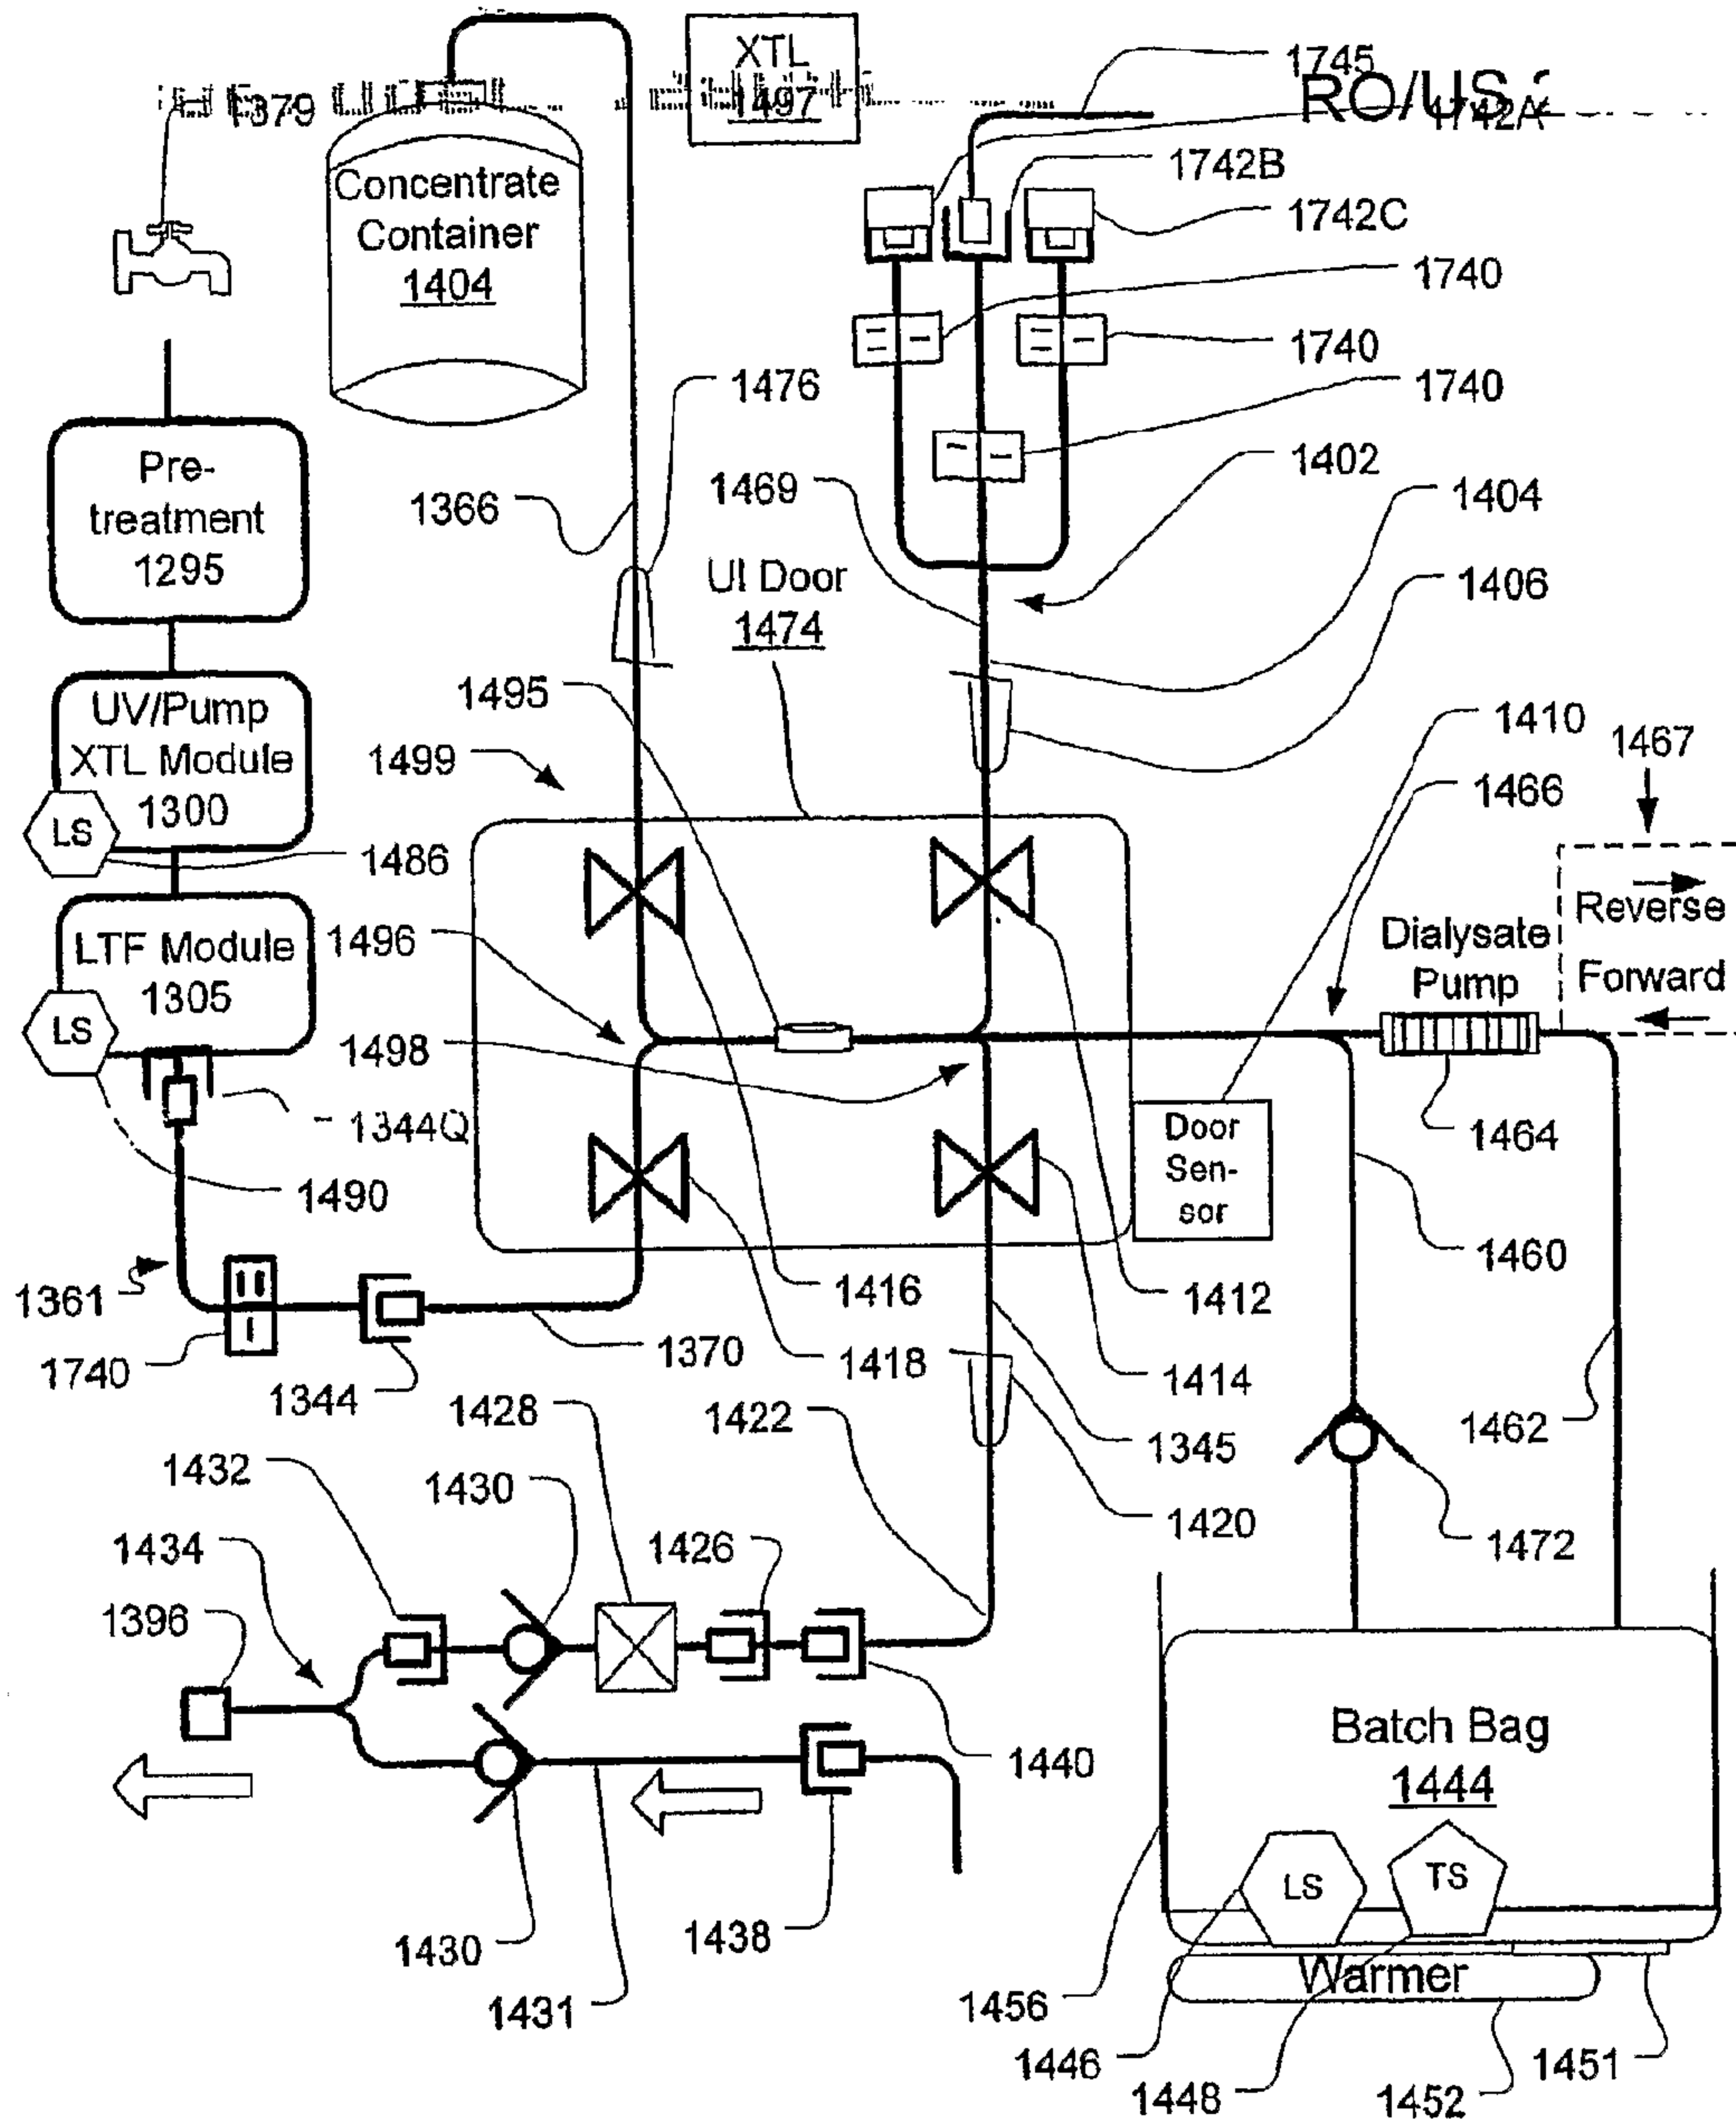 1745
XTL
1497
1379
RO/US
1742A
1742B
1742C
Concentrate
Container
1404
1740
1740
1740
1476
1402
1404
1406
Pre-
treatment
1295
1366
1469
UI Door
1474
1495
1499
1410
1467
1466
UV/Pump
XTL Module
1300
LS
1486
Reverse
Forward
Dialysate
Pump
1496
1498
LTF Module
1305
LS
1344Q
1490
Door
Sen-
sor
1464
1460
1361
1740
1344
1370
1416
1418
1412
1414
1428
1422
1345
1462
1432
1430
1426
1420
1472
1434
1396
1440
Batch Bag
1444
LS
TS
1430
1431
1438
1456
Warmer
1446
1448
1452
1451